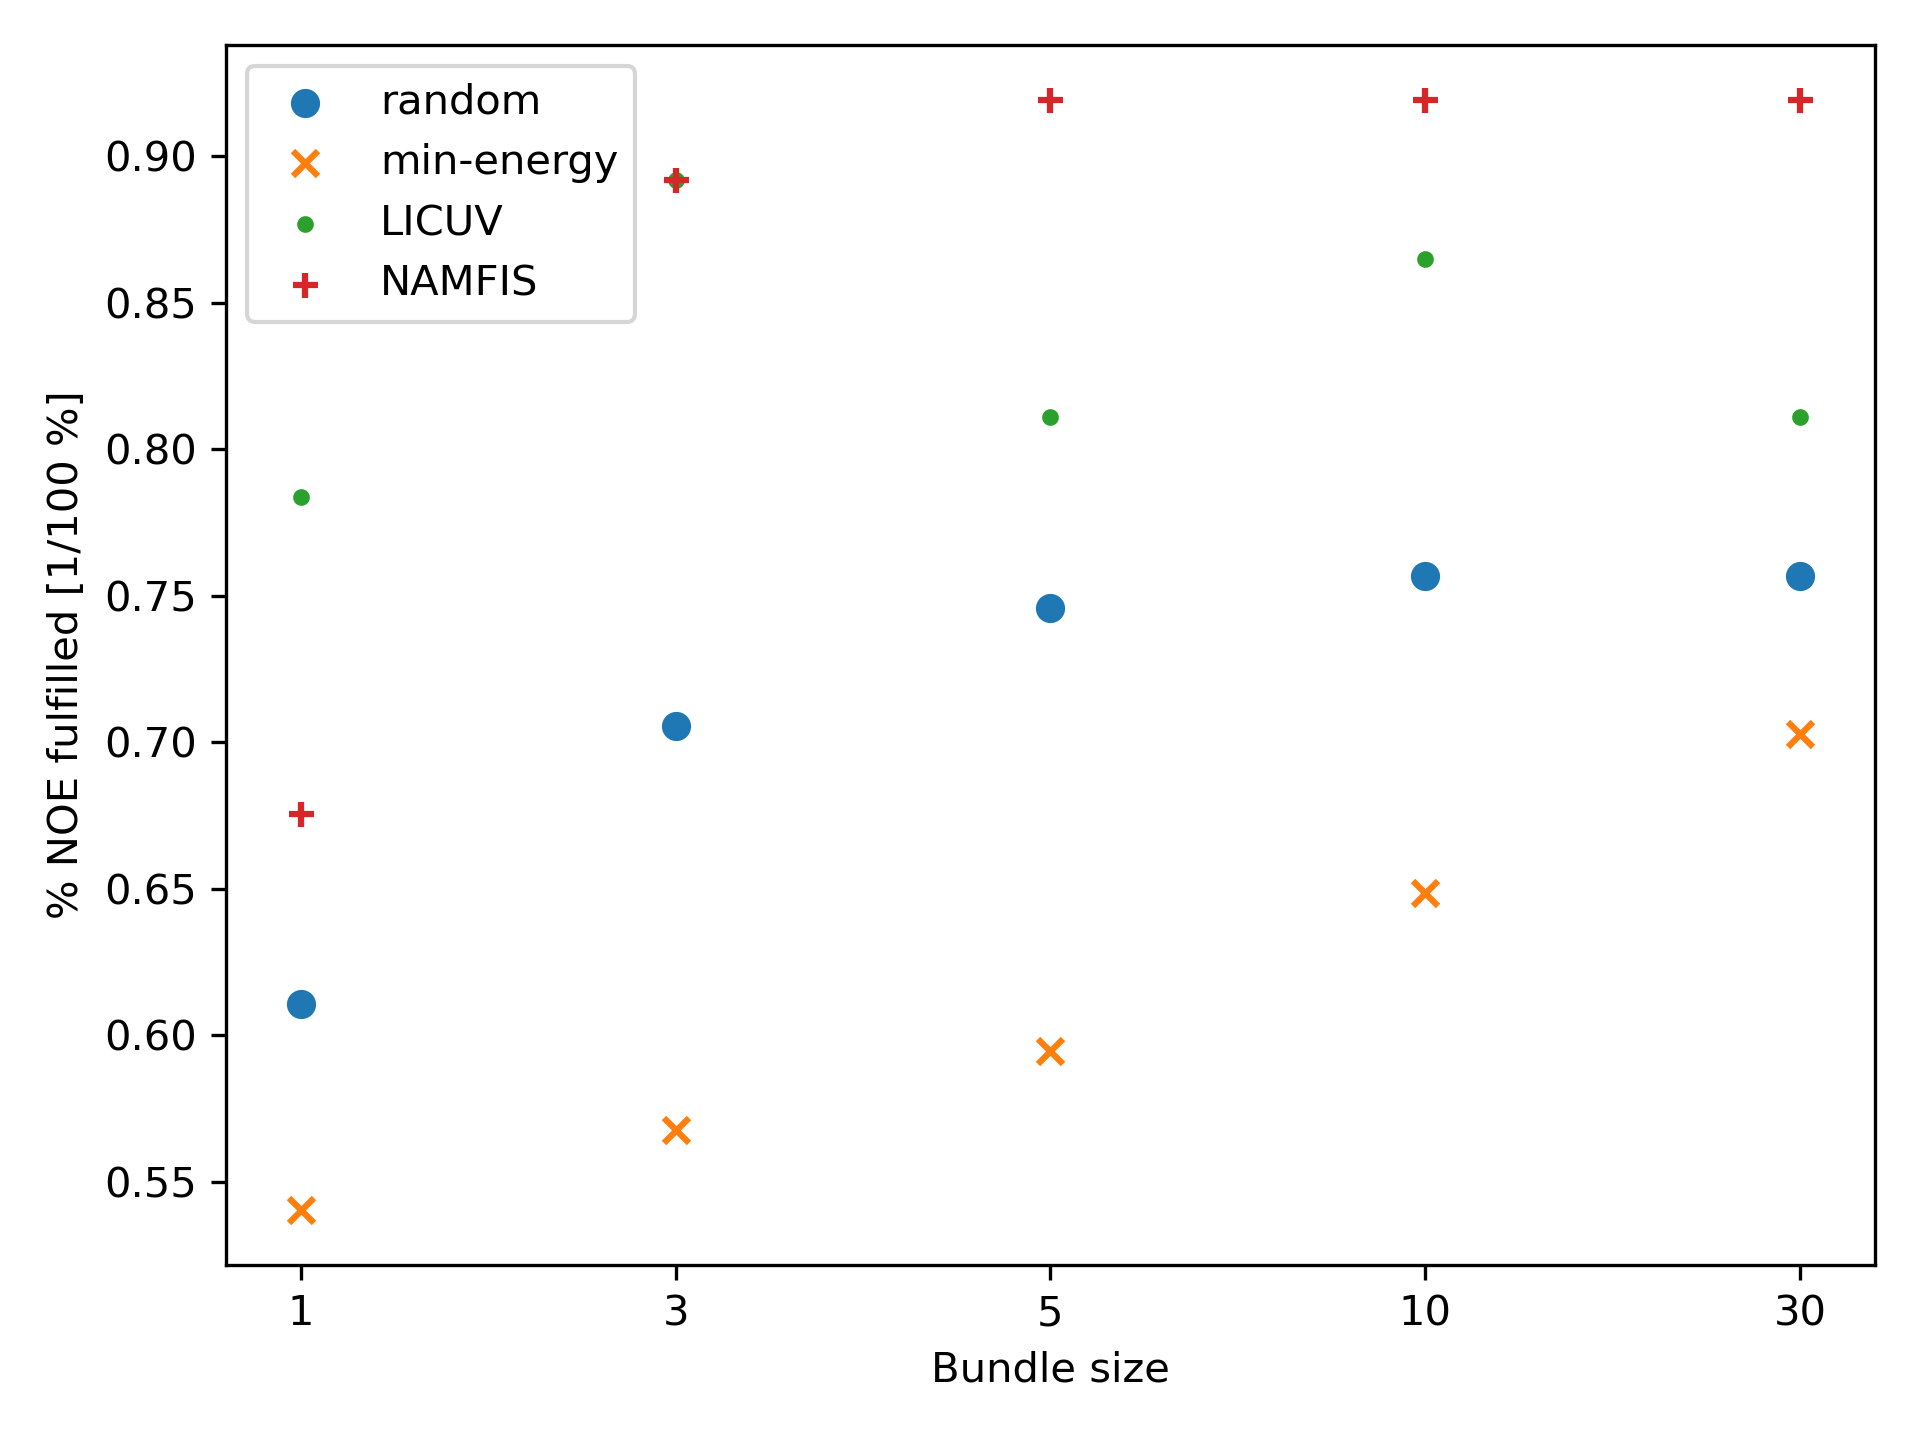 random
min-energy
LICUV
NAMFIS
0.90
0.85
0.80
0.75
0.70
0.65
0.60
0.55
% NOE fulfilled [1/100 %]
1 3 5 10 30
Bundle size